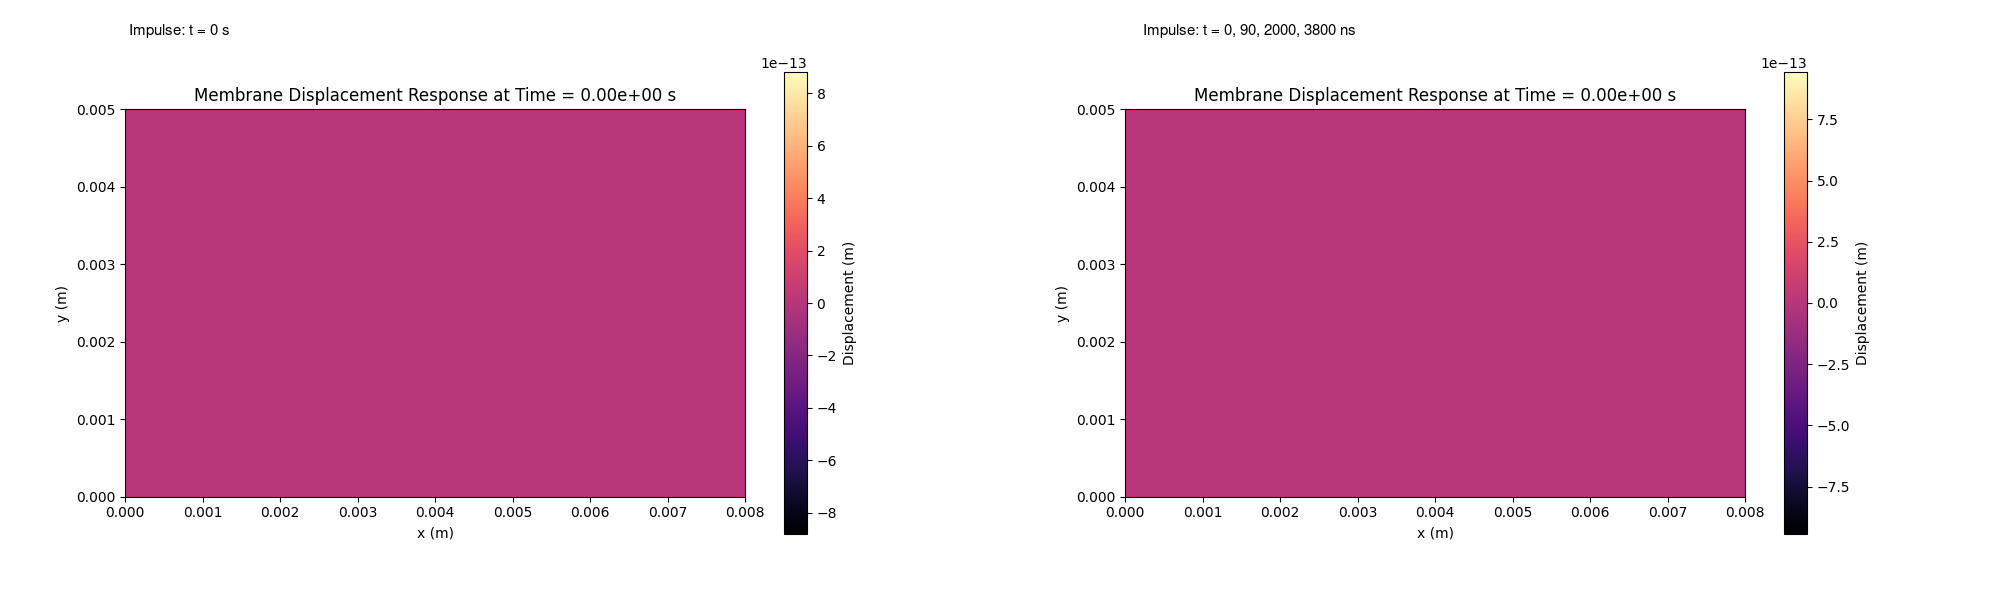 Impulse: t = 0 s
1e−13
Membrane Displacement Response at Time = 0.00e+00 s
0.005
0.004
0.003
0.002
0.001
0.000
y (m)
0.000 0.001 0.002 0.003 0.004 0.005 0.006 0.007 0.008
x (m)
8
6
4
2
0
−2
−4
−6
−8
Displacement (m)
Impulse: t = 0, 90, 2000, 3800 ns
1e−13
Membrane Displacement Response at Time = 0.00e+00 s
0.005
0.004
0.003
0.002
0.001
0.000
y (m)
0.000 0.001 0.002 0.003 0.004 0.005 0.006 0.007 0.008
x (m)
7.5
5.0
2.5
0.0
−2.5
−5.0
−7.5
Displacement (m)